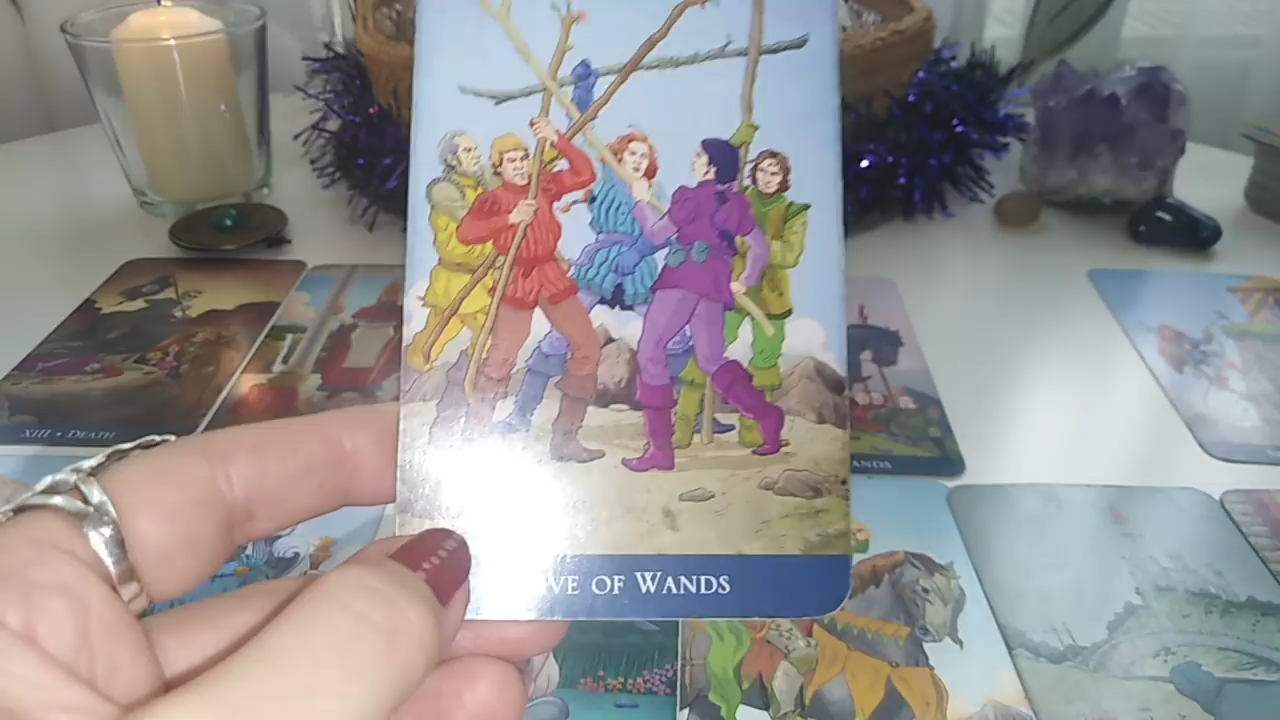 VE OF WANDS
XIII • DEATH
ANDS